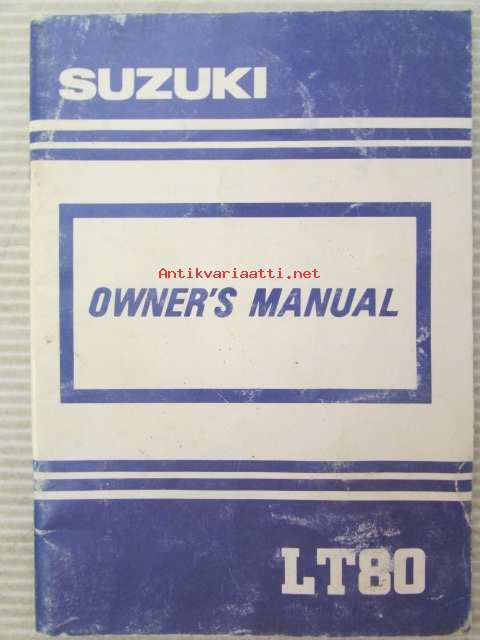 SUZUKI
Antikvariaatti.net
OWNER'S MANUAL
LT80